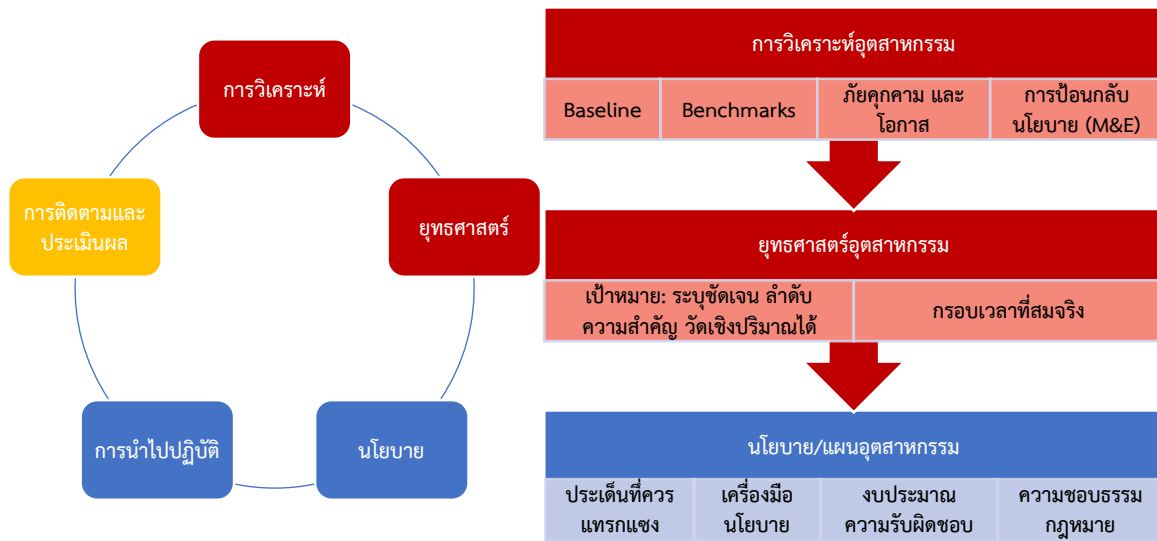 การวิเคราะห์
ยุทธศาสตร์
นโยบาย
การนำไปปฏิบัติ
การติดตามและ
ประเมินผล
การวิเคราะห์อุตสาหกรรม
Baseline
Benchmarks
ภัยคุกคาม และ
โอกาส
การป้อนกลับ
นโยบาย (M&E)
ยุทธศาสตร์อุตสาหกรรม
เป้าหมาย: ระบุชัดเจน ลำดับ
ความสำคัญ วัดเชิงปริมาณได้
กรอบเวลาที่สมจริง
นโยบาย/แผนอุตสาหกรรม
ประเด็นที่ควร
แทรกแซง
เครื่องมือ
นโยบาย
งบประมาณ
ความรับผิดชอบ
ความชอบธรรม
กฎหมาย